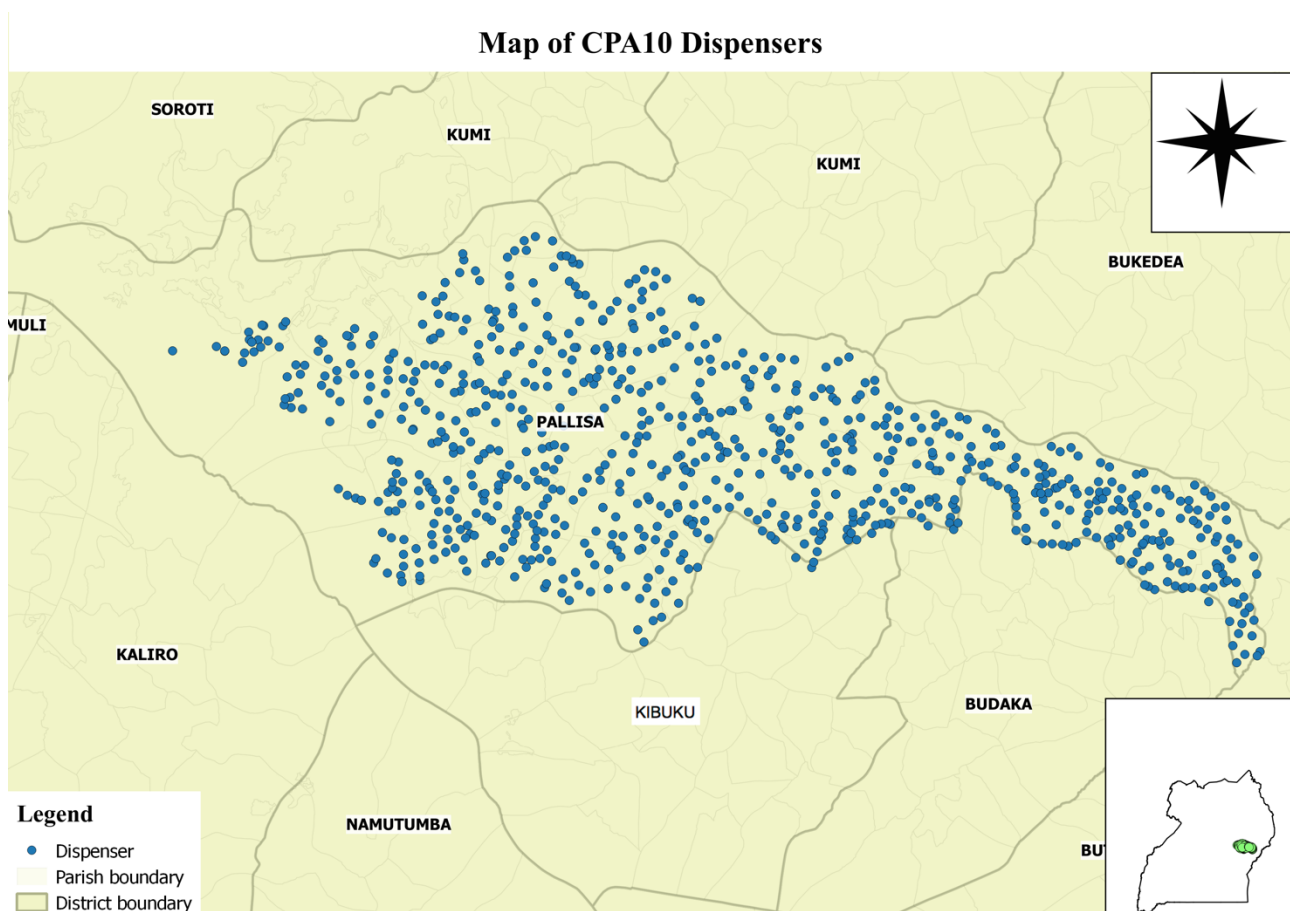 Map of CPA10 Dispensers
SOROTI
KUMI
KUMI
BUKEDEA
MULI
PALLISA
KALIRO
KIBUKU
BUDAKA
NAMUTUMBA
BU
Legend
Dispenser
Parish boundary
District boundary